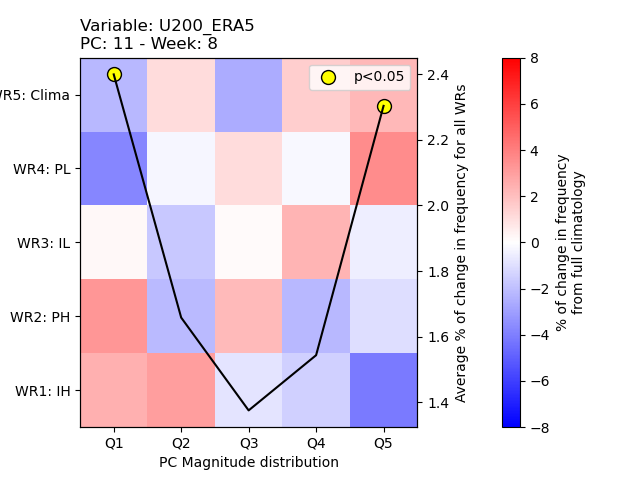 Variable: U200_ERA5
PC: 11 - Week: 8
p<0.05
WR5: Clima
WR4: PL
WR3: IL
WR2: PH
WR1: IH
Q1 Q2 Q3 Q4 Q5
PC Magnitude distribution
2.4
2.2
2.0
1.8
1.6
1.4
Average % of change in frequency for all WRs
8
6
4
2
0
−2
−4
−6
−8
% of change in frequency
from full climatology